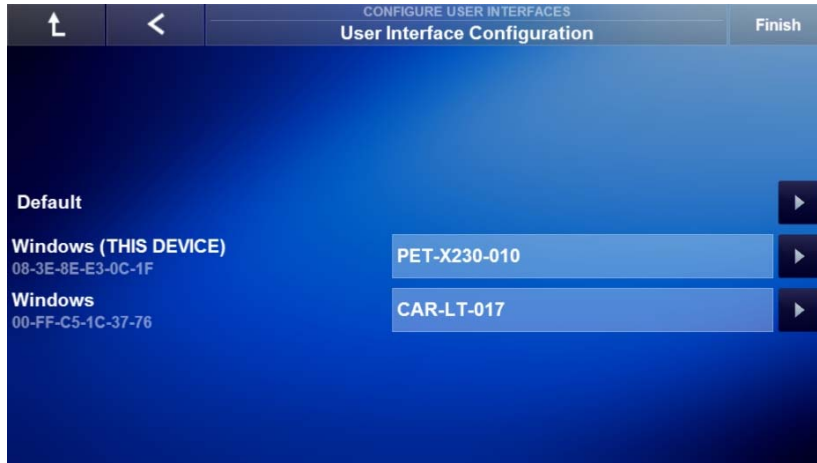 CONFIGURE USER INTERFACES
User Interface Configuration
Finish
Default
Windows (THIS DEVICE)
08-3E-8E-E3-0C-1F
PET-X230-010
Windows
00-FF-C5-1C-37-76
CAR-LT-017